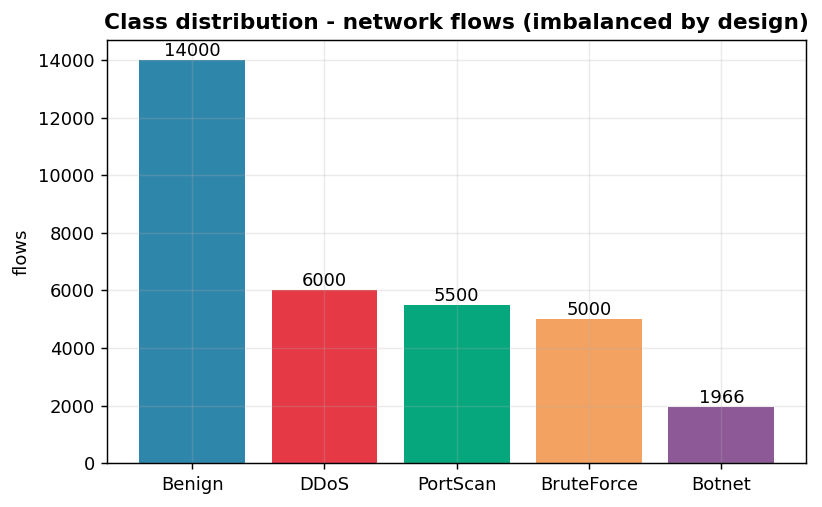 Class distribution - network flows (imbalanced by design)
14000
6000
5500
5000
1966
14000
12000
10000
8000
6000
4000
2000
0
flows
Benign
DDoS
PortScan
BruteForce
Botnet